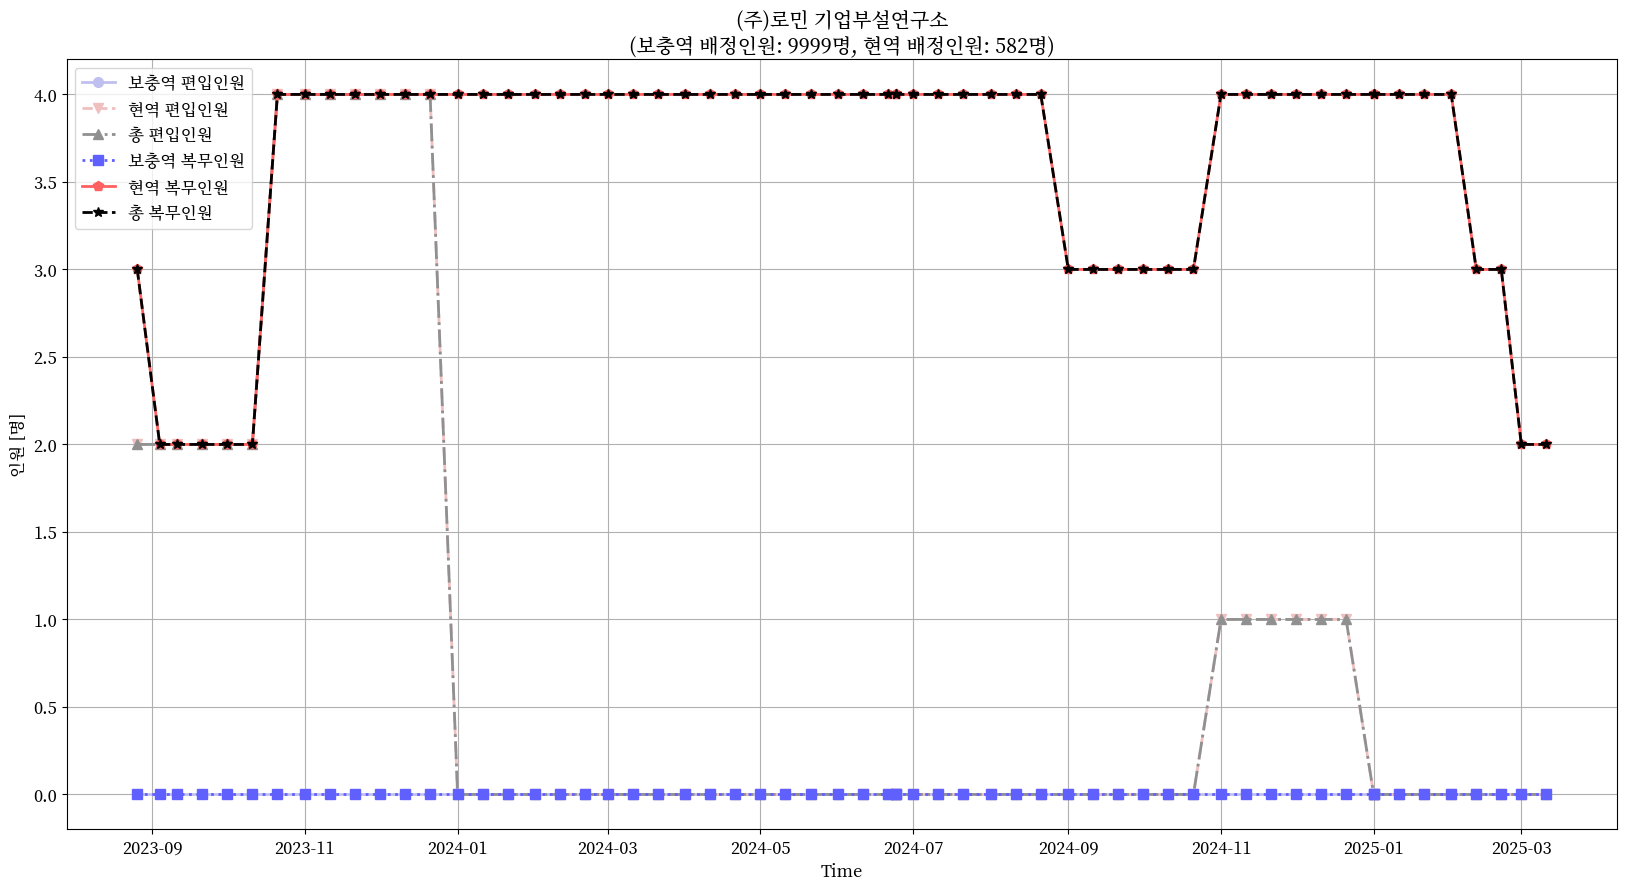 (주)로민 기업부설연구소
(보충역 배정인원: 9999명, 현역 배정인원: 582명)
보충역 편입인원
현역 편입인원
총 편입인원
보충역 복무인원
현역 복무인원
총 복무인원
인원 [명]
4.0
3.5
3.0
2.5
2.0
1.5
1.0
0.5
0.0
2023-09
2023-11
2024-01
2024-03
2024-05
2024-07
2024-09
2024-11
2025-01
2025-03
Time